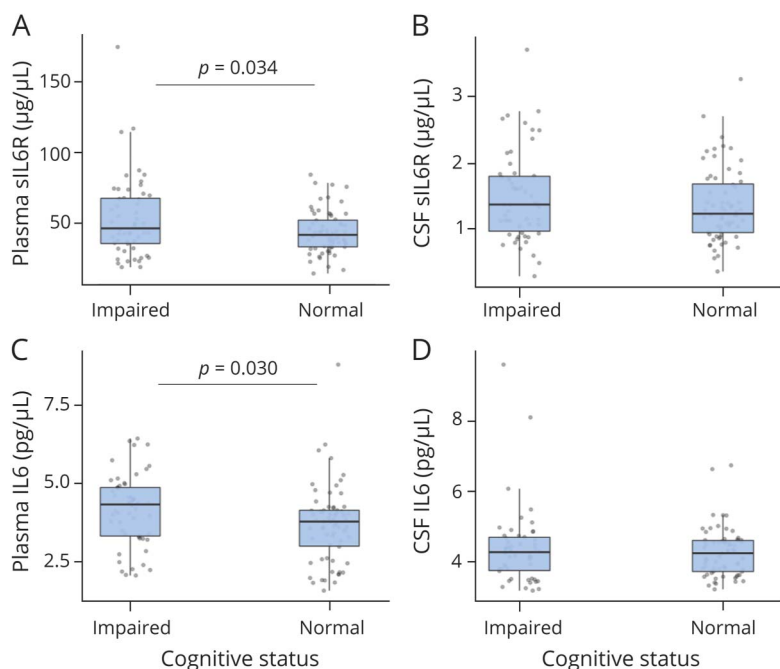 A
Plasma sIL6R (μg/μL)
150
100
50
p = 0.034
Impaired
Normal
B
CSF sIL6R (μg/μL)
3
2
1
Impaired
Normal
C
Plasma IL6 (pg/μL)
7.5
5.0
2.5
p = 0.030
Impaired
Normal
Cognitive status
D
CSF IL6 (pg/μL)
8
6
4
Impaired
Normal
Cognitive status